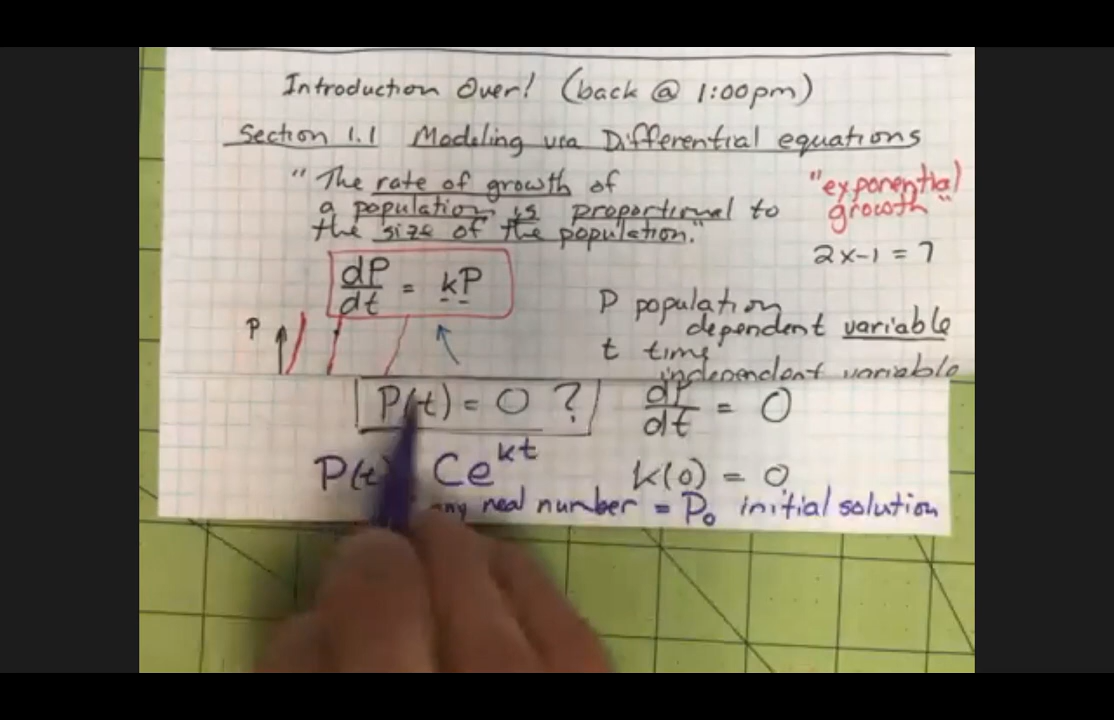 Introduction Over! (back @ 1:00pm)
Section 1.1 Modeling via Differential equations
"The rate of growth of
a population is proportional to
the size of the population."
"exponential
growth"
2x-1 = 7
dP/dt = kP
P population
dependent variable
t time
independent variable
P
P(t) = 0 ?
dP/dt = 0
P(t) Ce^kt
k(0) = 0
any real number = P₀ initial solution